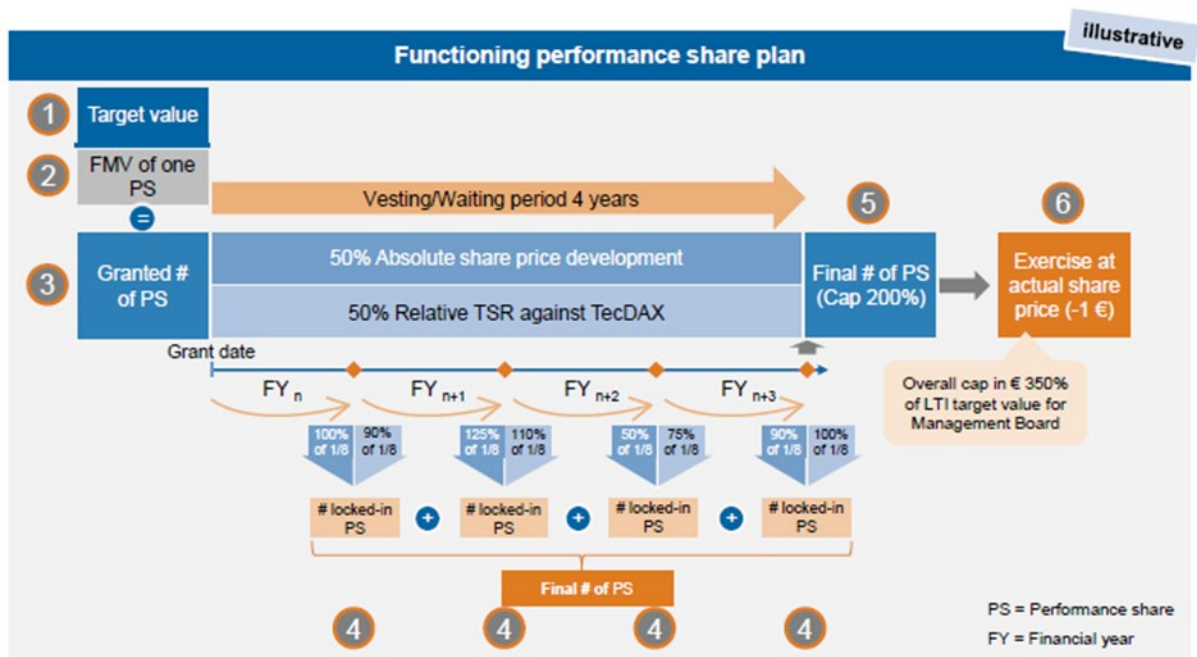 illustrative
Functioning performance share plan
1
Target value
2
FMV of one
PS
=
Vesting/Waiting period 4 years
5
6
3
Granted #
of PS
50% Absolute share price development
50% Relative TSR against TecDAX
Final # of PS
(Cap 200%)
Exercise at
actual share
price (-1 €)
Grant date
FY n
FY n+1
FY n+2
FY n+3
Overall cap in € 350%
of LTI target value for
Management Board
100%
of 1/8
90%
of 1/8
125%
of 1/8
110%
of 1/8
50%
of 1/8
75%
of 1/8
90%
of 1/8
100%
of 1/8
# locked-in
PS
+
# locked-in
PS
+
# locked-in
PS
+
# locked-in
PS
Final # of PS
4
4
4
4
PS = Performance share
FY = Financial year